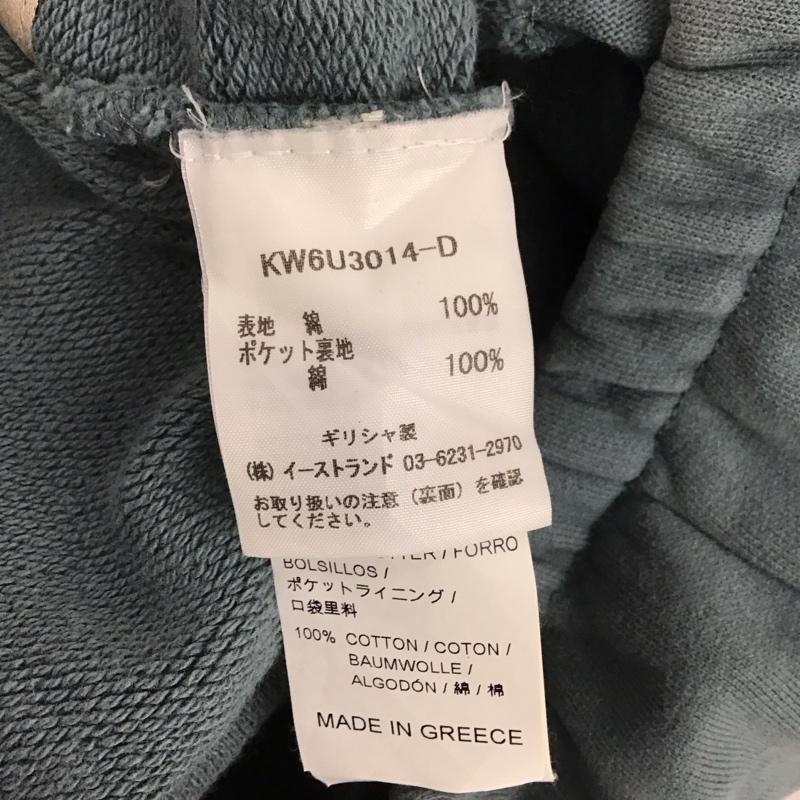 KW6U3014-D
表地 綿 100%
ポケット裏地
綿 100%
ギリシャ製
(株) イーストランド 03-6231-2970
お取り扱いの注意 (裏面) を確認
してください。
/ FORRO
BOLSILLOS /
ポケットライニング /
口袋里料
100% COTTON / COTON /
BAUMWOLLE /
ALGODÓN / 綿 / 棉
MADE IN GREECE